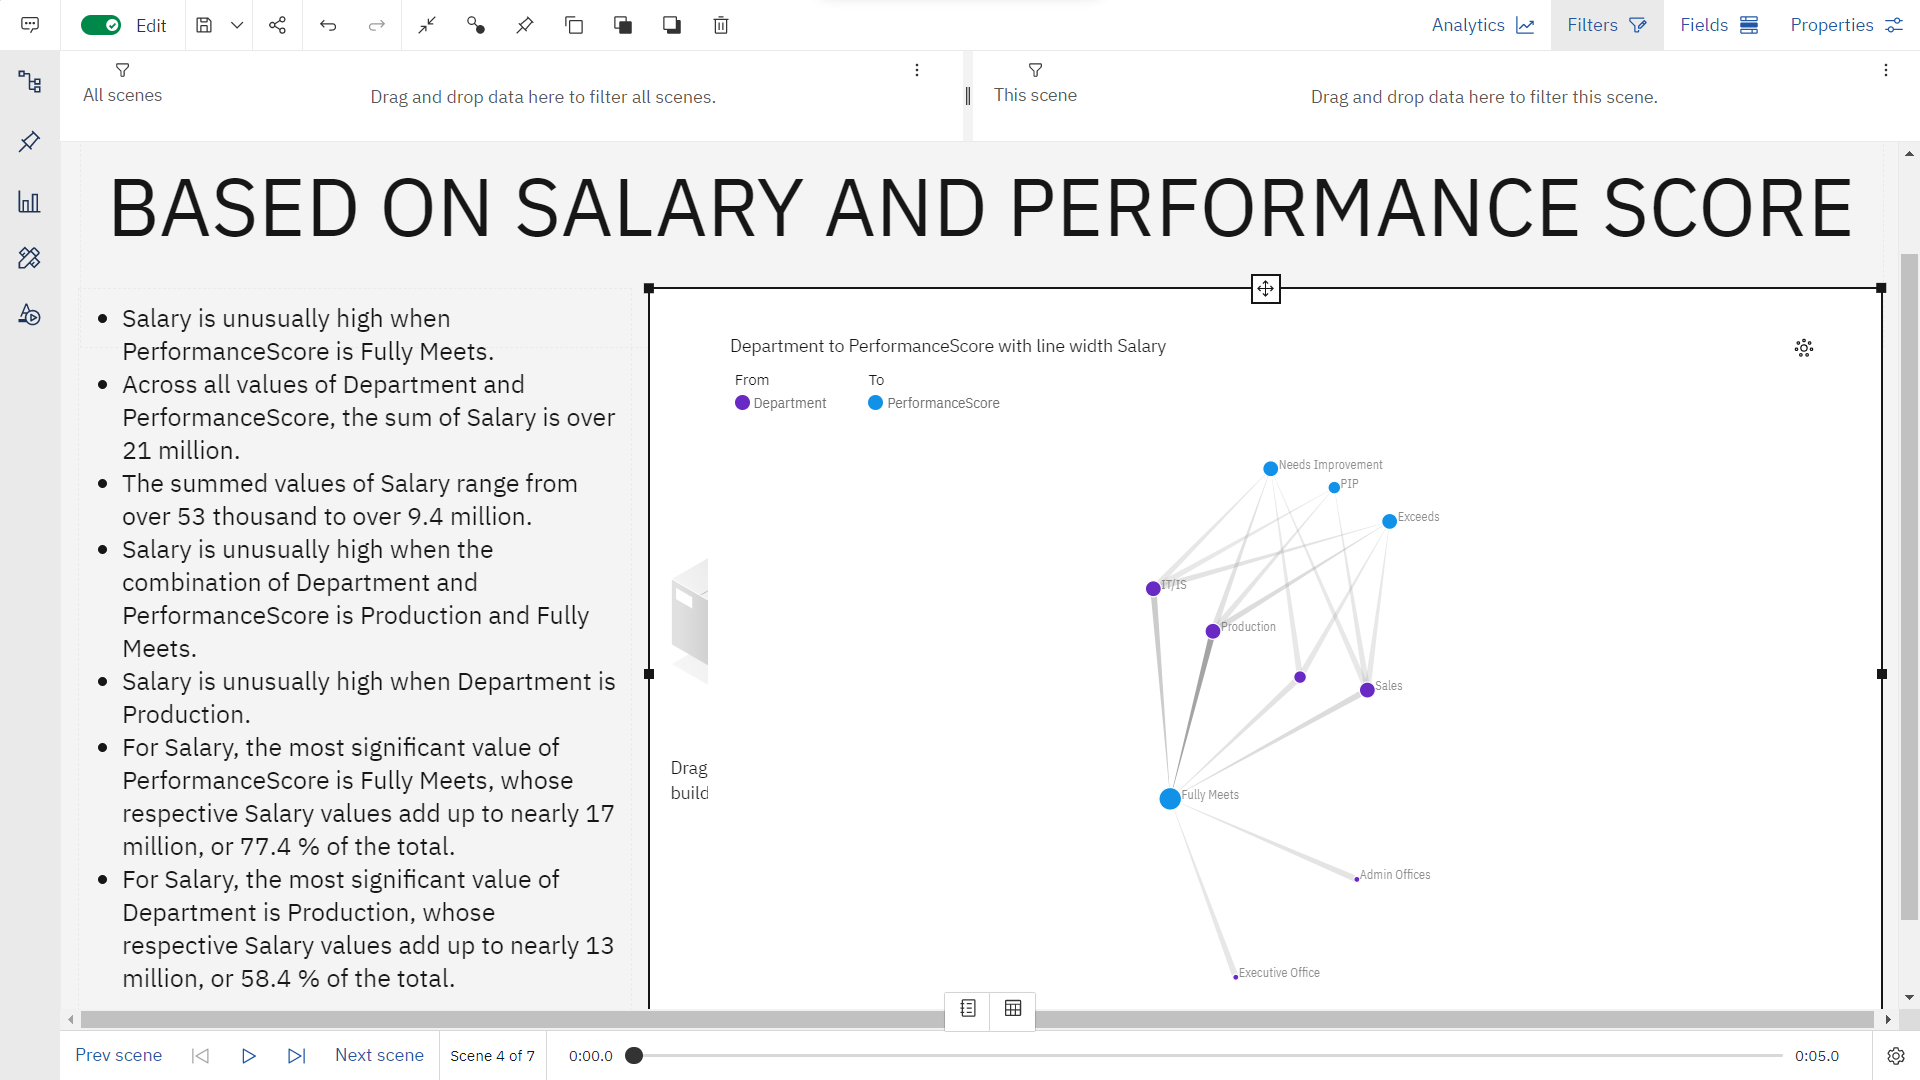 Edit
Analytics
Filters
Fields
Properties
All scenes
Drag and drop data here to filter all scenes.
This scene
Drag and drop data here to filter this scene.
BASED ON SALARY AND PERFORMANCE SCORE
• Salary is unusually high when
PerformanceScore is Fully Meets.
• Across all values of Department and
PerformanceScore, the sum of Salary is over
21 million.
• The summed values of Salary range from
over 53 thousand to over 9.4 million.
• Salary is unusually high when the
combination of Department and
PerformanceScore is Production and Fully
Meets.
• Salary is unusually high when Department is
Production.
• For Salary, the most significant value of
PerformanceScore is Fully Meets, whose
respective Salary values add up to nearly 17
million, or 77.4 % of the total.
• For Salary, the most significant value of
Department is Production, whose
respective Salary values add up to nearly 13
million, or 58.4 % of the total.
Department to PerformanceScore with line width Salary
From To
Department PerformanceScore
Needs Improvement
PIP
Exceeds
IT/IS
Production
Sales
Drag
build
Fully Meets
Admin Offices
Executive Office
Prev scene
Next scene
Scene 4 of 7
0:00.0
0:05.0